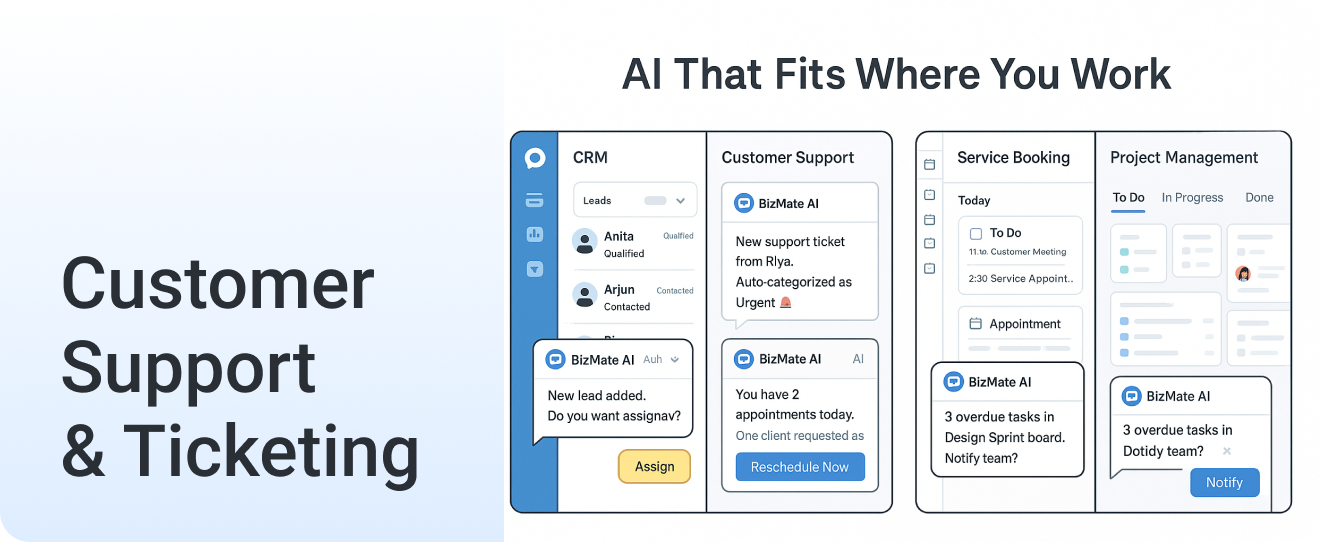 Customer
Support
& Ticketing
AI That Fits Where You Work
CRM
Leads
Anita
Qualified
Qualified
Arjun
Contacted
Contacted
BizMate AI
Auh
New lead added.
Do you want assignav?
Assign
Customer Support
BizMate AI
New support ticket
from Rlya.
Auto-categorized as
Urgent
BizMate AI
AI
You have 2
appointments today.
One client requested as
Reschedule Now
Service Booking
Today
To Do
Customer Meeting
2:30 Service Appoint..
Appointment
BizMate AI
3 overdue tasks in
Design Sprint board.
Notify team?
Project Management
To Do
In Progress
Done
BizMate AI
3 overdue tasks in
Dotidy team?
Notify